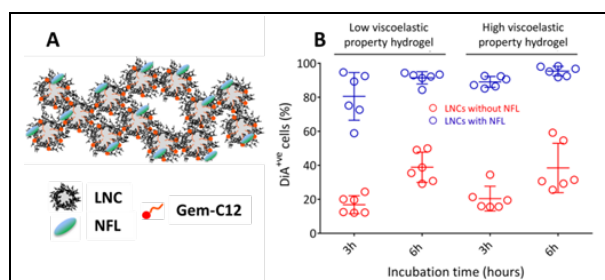 A
LNC
NFL
Gem-C12
B
Low viscoelastic
property hydrogel
High viscoelastic
property hydrogel
DiA+ve cells (%)
100
80
60
40
20
0
LNCs without NFL
LNCs with NFL
3h
6h
3h
6h
Incubation time (hours)